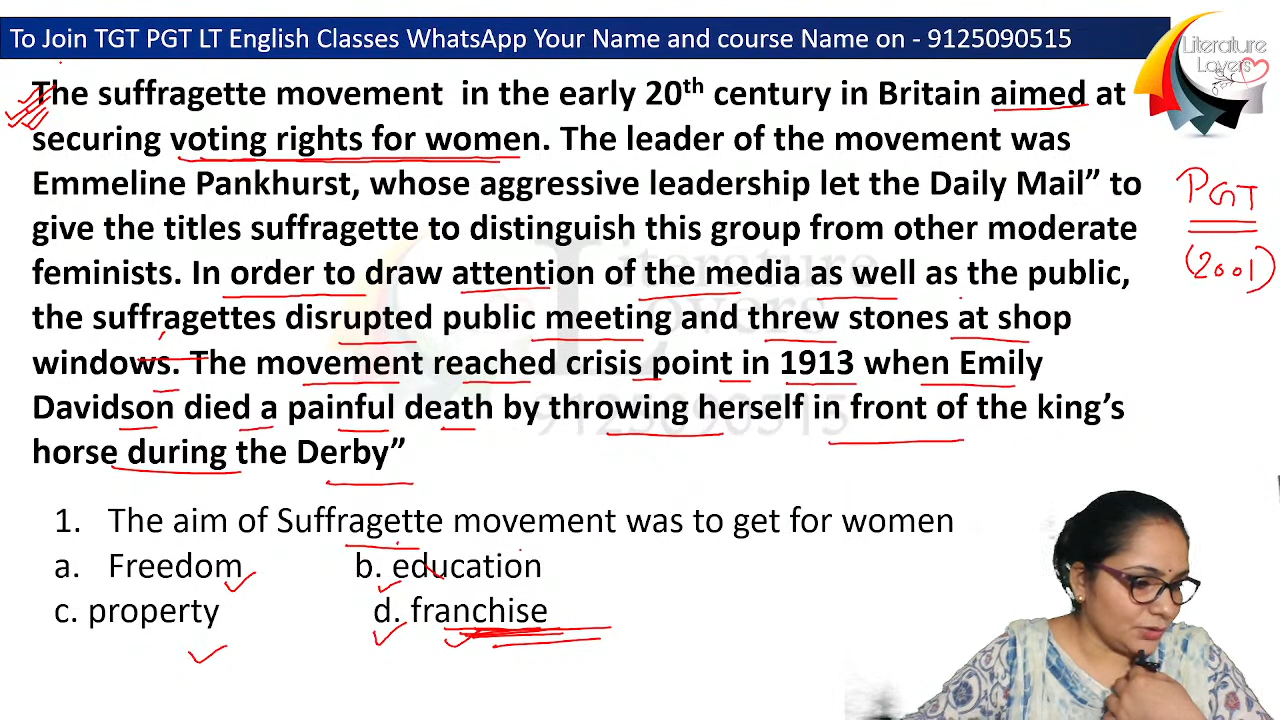 To Join TGT PGT LT English Classes WhatsApp Your Name and course Name on - 9125090515
Literature
Lovers
The suffragette movement in the early 20th century in Britain aimed at
securing voting rights for women. The leader of the movement was
Emmeline Pankhurst, whose aggressive leadership let the Daily Mail” to
give the titles suffragette to distinguish this group from other moderate
feminists. In order to draw attention of the media as well as the public,
the suffragettes disrupted public meeting and threw stones at shop
windows. The movement reached crisis point in 1913 when Emily
Davidson died a painful death by throwing herself in front of the king’s
horse during the Derby”
PGT
(2001)
Literature
Lovers
9125090515
1. The aim of Suffragette movement was to get for women
a. Freedom b. education
c. property d. franchise